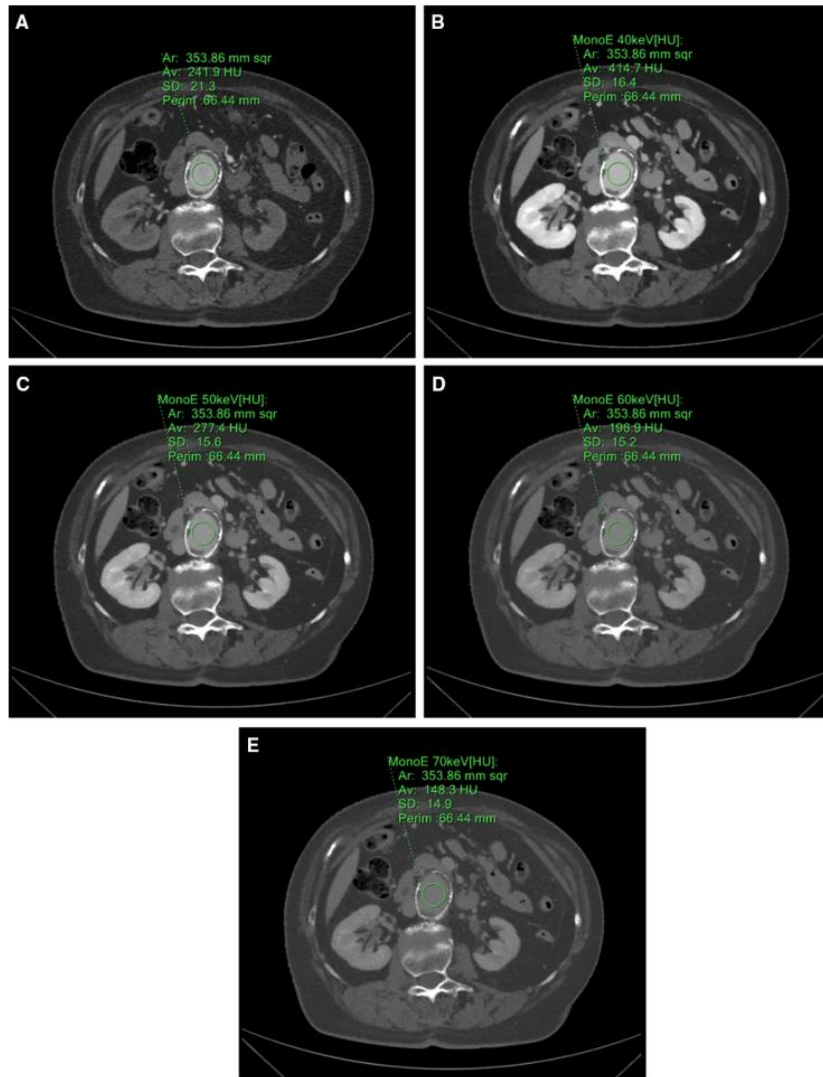 A
Ar: 353.86 mm sqr
Av: 241.9 HU
SD: 21.3
Perim :66.44 mm
B
MonoE 40keV[HU]:
Ar: 353.86 mm sqr
Av: 414.7 HU
SD: 16.4
Perim :66.44 mm
C
MonoE 50keV[HU]:
Ar: 353.86 mm sqr
Av: 277.4 HU
SD: 15.6
Perim :66.44 mm
D
MonoE 60keV[HU]:
Ar: 353.86 mm sqr
Av: 196.9 HU
SD: 15.2
Perim :66.44 mm
E
MonoE 70keV[HU]:
Ar: 353.86 mm sqr
Av: 148.3 HU
SD: 14.9
Perim :66.44 mm